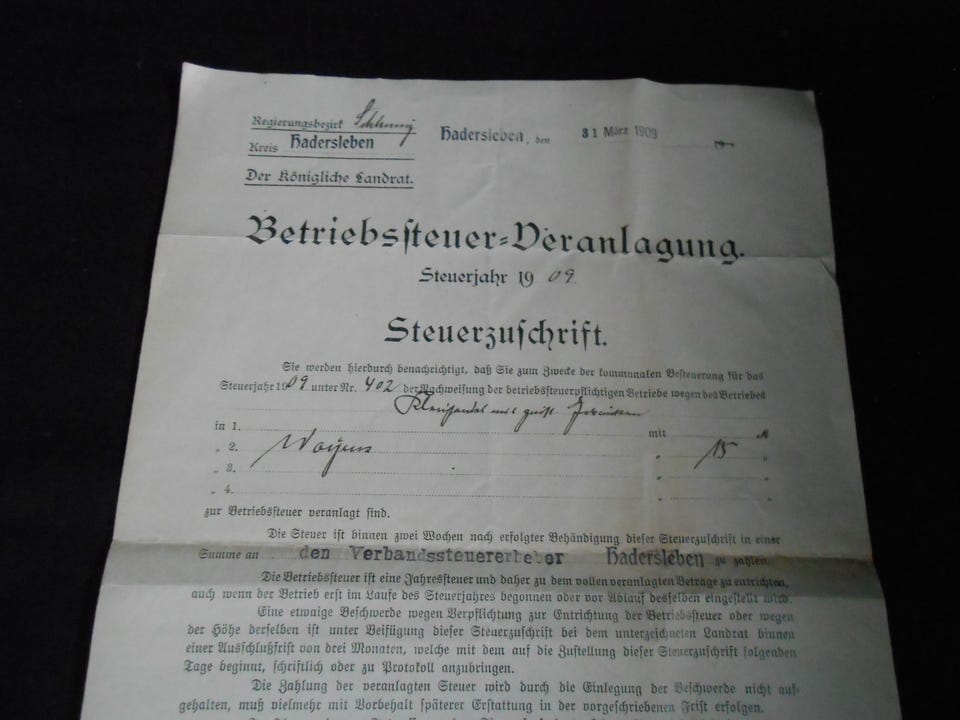 Regierungsbezirk Schleswig
Kreis Hadersleben
Hadersleben, den 31 März 1909 19
Der Königliche Landrat.
Betriebssteuer-Veranlagung.
Steuerjahr 1909.
Steuerzuschrift.
Sie werden hierdurch benachrichtigt, daß Sie zum Zwecke der kommunalen Besteuerung für das
Steuerjahr 1909 unter Nr. 402 der Nachweisung der betriebssteuerpflichtigen Betriebe wegen des Betriebes
Kleinhandel mit geist. Getränken
in 1. mit M
„ 2. Woyens „ 15 „
„ 3. „ „
„ 4. „ „
zur Betriebssteuer veranlagt sind.
Die Steuer ist binnen zwei Wochen nach erfolgter Behändigung dieser Steuerzuschrift in einer
Summe an den Verbandssteuererheber Hadersleben zu zahlen.
Die Betriebssteuer ist eine Jahressteuer und daher zu dem vollen veranlagten Betrage zu entrichten,
auch wenn der Betrieb erst im Laufe des Steuerjahres begonnen oder vor Ablauf desselben eingestellt wird.
Eine etwaige Beschwerde wegen Verpflichtung zur Entrichtung der Betriebssteuer oder wegen
der Höhe derselben ist unter Beifügung dieser Steuerzuschrift bei dem unterzeichneten Landrat binnen
einer Ausschlußfrist von drei Monaten, welche mit dem auf die Zustellung dieser Steuerzuschrift folgenden
Tage beginnt, schriftlich oder zu Protokoll anzubringen.
Die Zahlung der veranlagten Steuer wird durch die Einlegung der Beschwerde nicht auf-
gehalten, muß vielmehr mit Vorbehalt späterer Erstattung in der vorgeschriebenen Frist erfolgen.